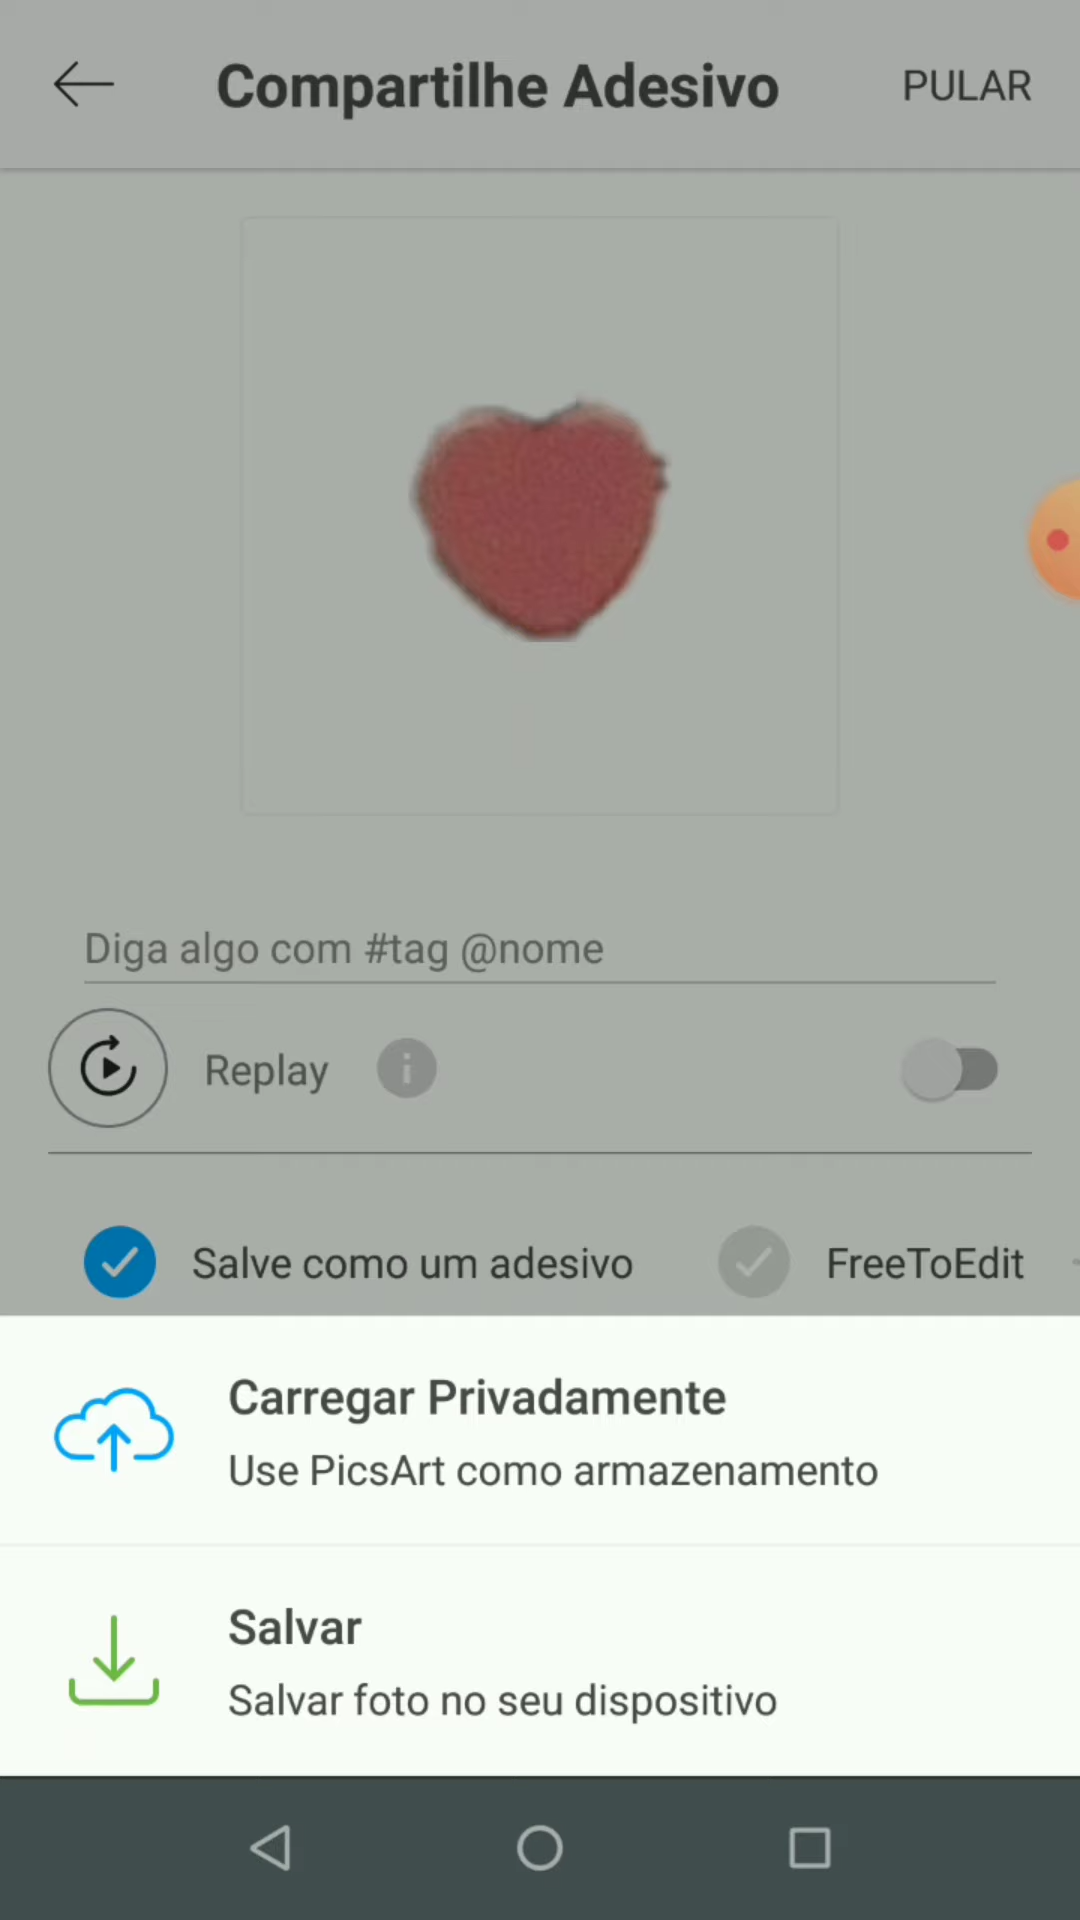 Compartilhe Adesivo
PULAR
Diga algo com #tag @nome
Replay
Salve como um adesivo
FreeToEdit
Carregar Privadamente
Use PicsArt como armazenamento
Salvar
Salvar foto no seu dispositivo